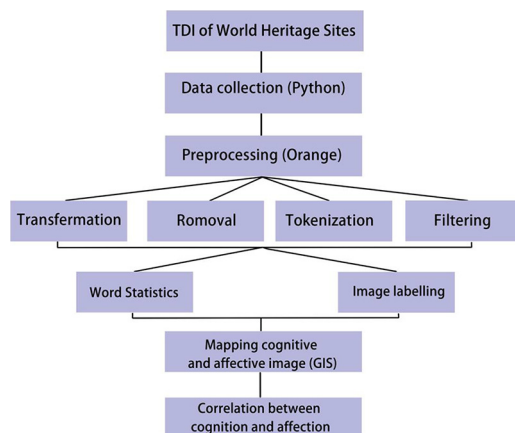 TDI of World Heritage Sites
Data collection (Python)
Preprocessing (Orange)
Transfermation
Romoval
Tokenization
Filtering
Word Statistics
Image labelling
Mapping cognitive
and affective image (GIS)
Correlation between
cognition and affection